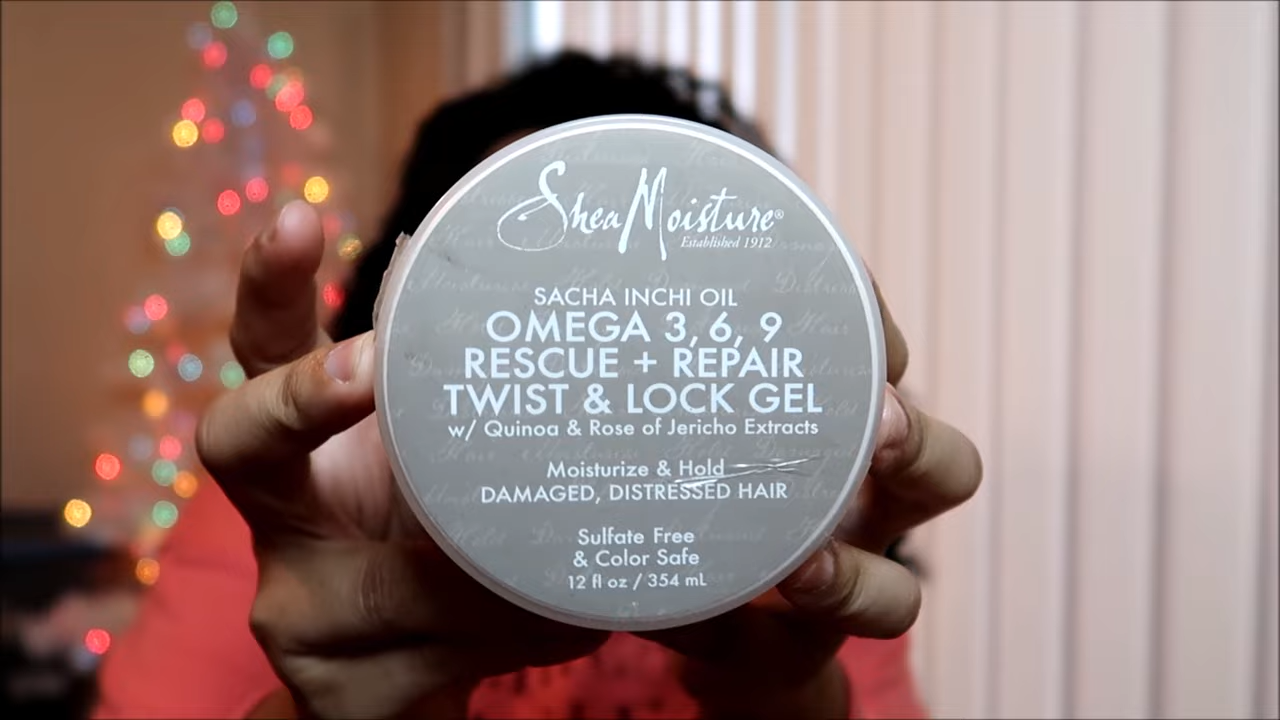 SheaMoisture®
Established 1912
SACHA INCHI OIL
OMEGA 3, 6, 9
RESCUE + REPAIR
TWIST & LOCK GEL
w/ Quinoa & Rose of Jericho Extracts
Moisturize & Hold
DAMAGED, DISTRESSED HAIR
Sulfate Free
& Color Safe
12 fl oz / 354 mL